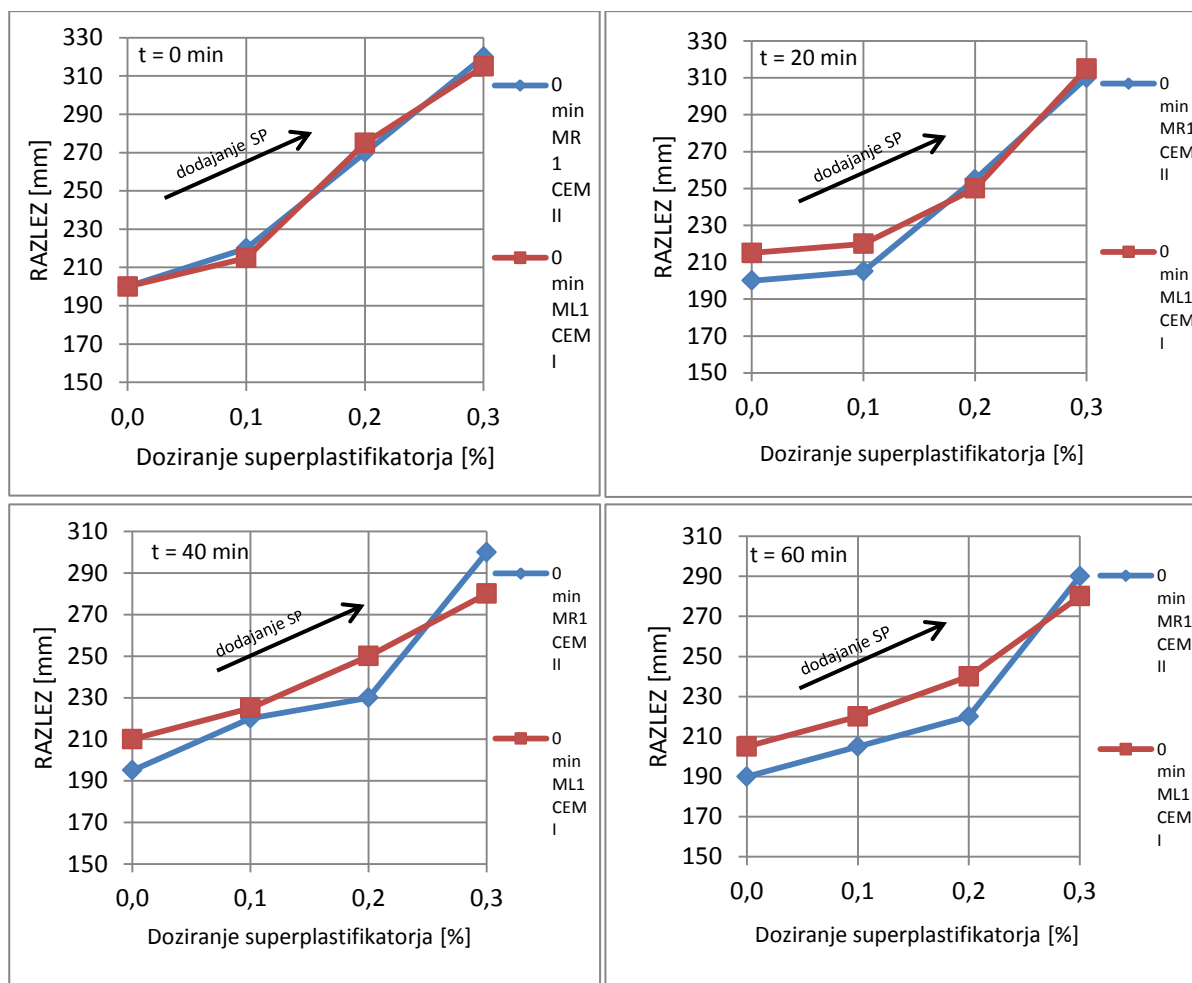 t = 0 min
RAZLEZ [mm]
330
310
290
270
250
230
210
190
170
150
dodajanje SP
0,0 0,1 0,2 0,3
Doziranje superplastifikatorja [%]
0
min
MR
1
CEM
II
0
min
ML1
CEM
I
t = 20 min
RAZLEZ [mm]
330
310
290
270
250
230
210
190
170
150
dodajanje SP
0,0 0,1 0,2 0,3
Doziranje superplastifikatorja [%]
0
min
MR1
CEM
II
0
min
ML1
CEM
I
t = 40 min
RAZLEZ [mm]
310
290
270
250
230
210
190
170
150
dodajanje SP
0,0 0,1 0,2 0,3
Doziranje superplastifikatorja [%]
0
min
MR1
CEM
II
0
min
ML1
CEM
I
t = 60 min
RAZLEZ [mm]
310
290
270
250
230
210
190
170
150
dodajanje SP
0,0 0,1 0,2 0,3
Doziranje superplastifikatorja [%]
0
min
MR1
CEM
II
0
min
ML1
CEM
I